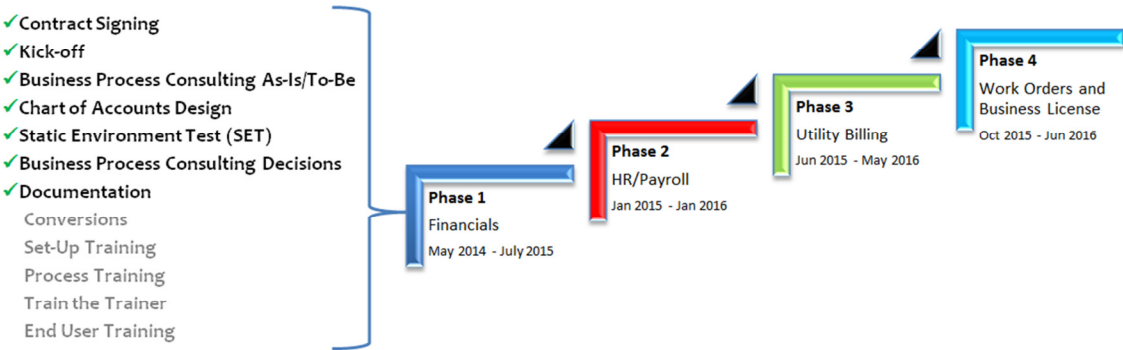 ✓Contract Signing
✓Kick-off
✓Business Process Consulting As-Is/To-Be
✓Chart of Accounts Design
✓Static Environment Test (SET)
✓Business Process Consulting Decisions
✓Documentation
Conversions
Set-Up Training
Process Training
Train the Trainer
End User Training
Phase 1
Financials
May 2014 - July 2015
Phase 2
HR/Payroll
Jan 2015 - Jan 2016
Phase 3
Utility Billing
Jun 2015 - May 2016
Phase 4
Work Orders and
Business License
Oct 2015 - Jun 2016